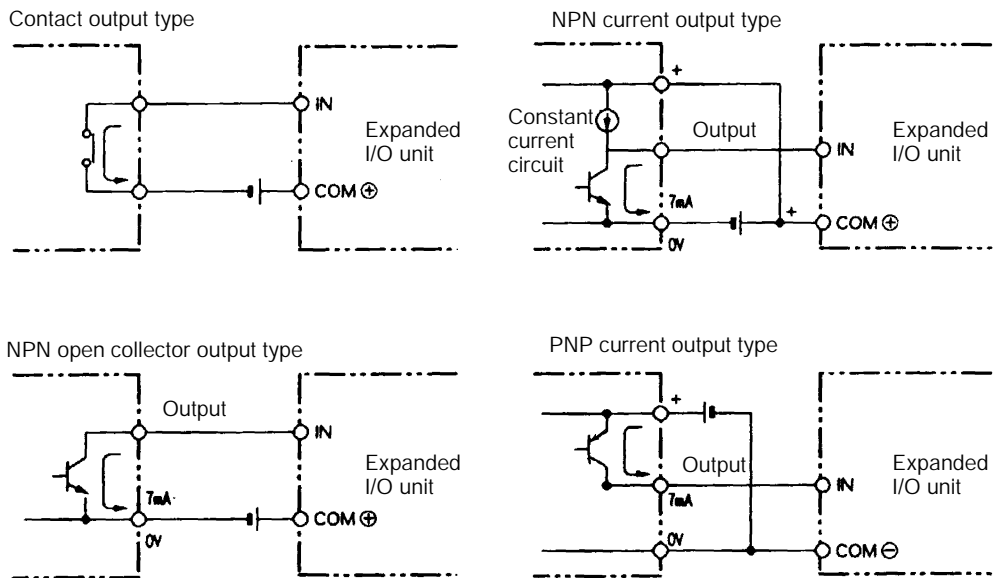 Contact output type
IN
Expanded
I/O unit
COM ⊕
NPN current output type
+
Constant
current
circuit
Output
IN
Expanded
I/O unit
7mA
+
COM ⊕
0V
NPN open collector output type
Output
IN
Expanded
I/O unit
7mA
COM ⊕
0V
PNP current output type
+
Output
Expanded
I/O unit
IN
7mA
0V
COM ⊖